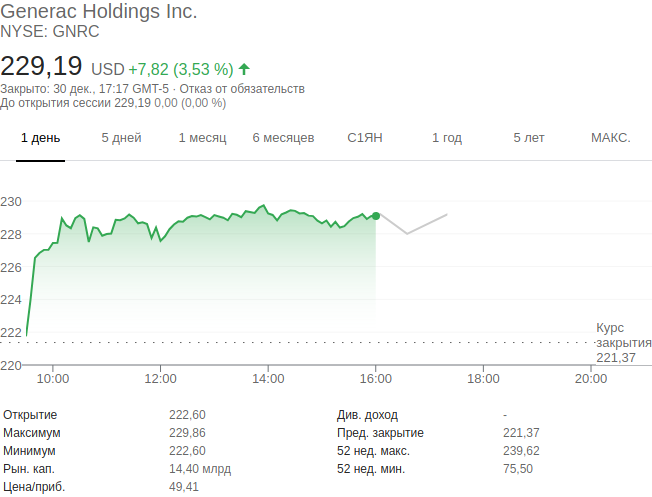 Generac Holdings Inc.
NYSE: GNRC
229,19 USD +7,82 (3,53 %)
Закрыто: 30 дек., 17:17 GMT-5 · Отказ от обязательств
До открытия сессии 229,19 0,00 (0,00 %)
1 день 5 дней 1 месяц 6 месяцев С1ЯН 1 год 5 лет МАКС.
230
228
226
224
222
220
Курс
закрытия
221,37
10:00 12:00 14:00 16:00 18:00 20:00
Открытие 222,60 Див. доход -
Максимум 229,86 Пред. закрытие 221,37
Минимум 222,60 52 нед. макс. 239,62
Рын. кап. 14,40 млрд 52 нед. мин. 75,50
Цена/приб. 49,41